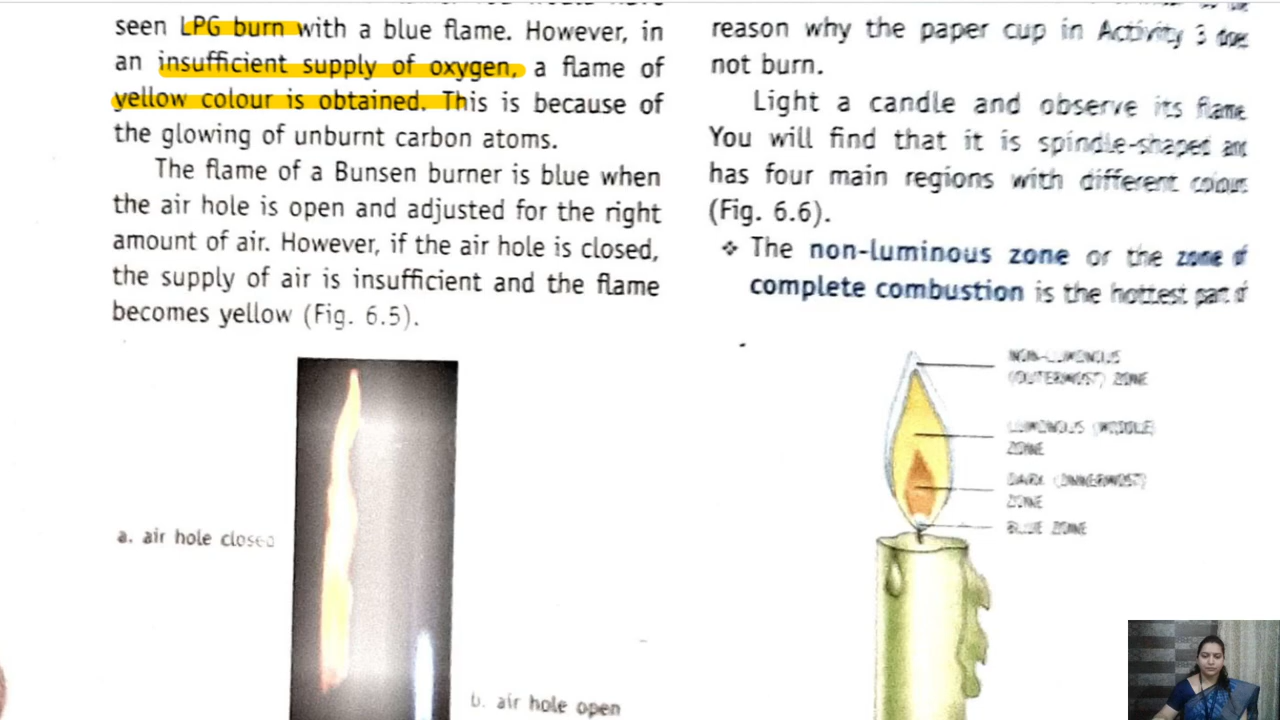 seen LPG burn with a blue flame. However, in
an insufficient supply of oxygen, a flame of
yellow colour is obtained. This is because of
the glowing of unburnt carbon atoms.
The flame of a Bunsen burner is blue when
the air hole is open and adjusted for the right
amount of air. However, if the air hole is closed,
the supply of air is insufficient and the flame
becomes yellow (Fig. 6.5).
a. air hole closed
b. air hole open
reason why the paper cup in Activity 3 does
not burn.
Light a candle and observe its flame
You will find that it is spindle-shaped and
has four main regions with different colours
(Fig. 6.6).
❖ The non-luminous zone or the zone of
complete combustion is the hottest part of
NON-LUMINOUS
(OUTERMOST) ZONE
LUMINOUS (MIDDLE)
ZONE
DARK (INNERMOST)
ZONE
BLUE ZONE